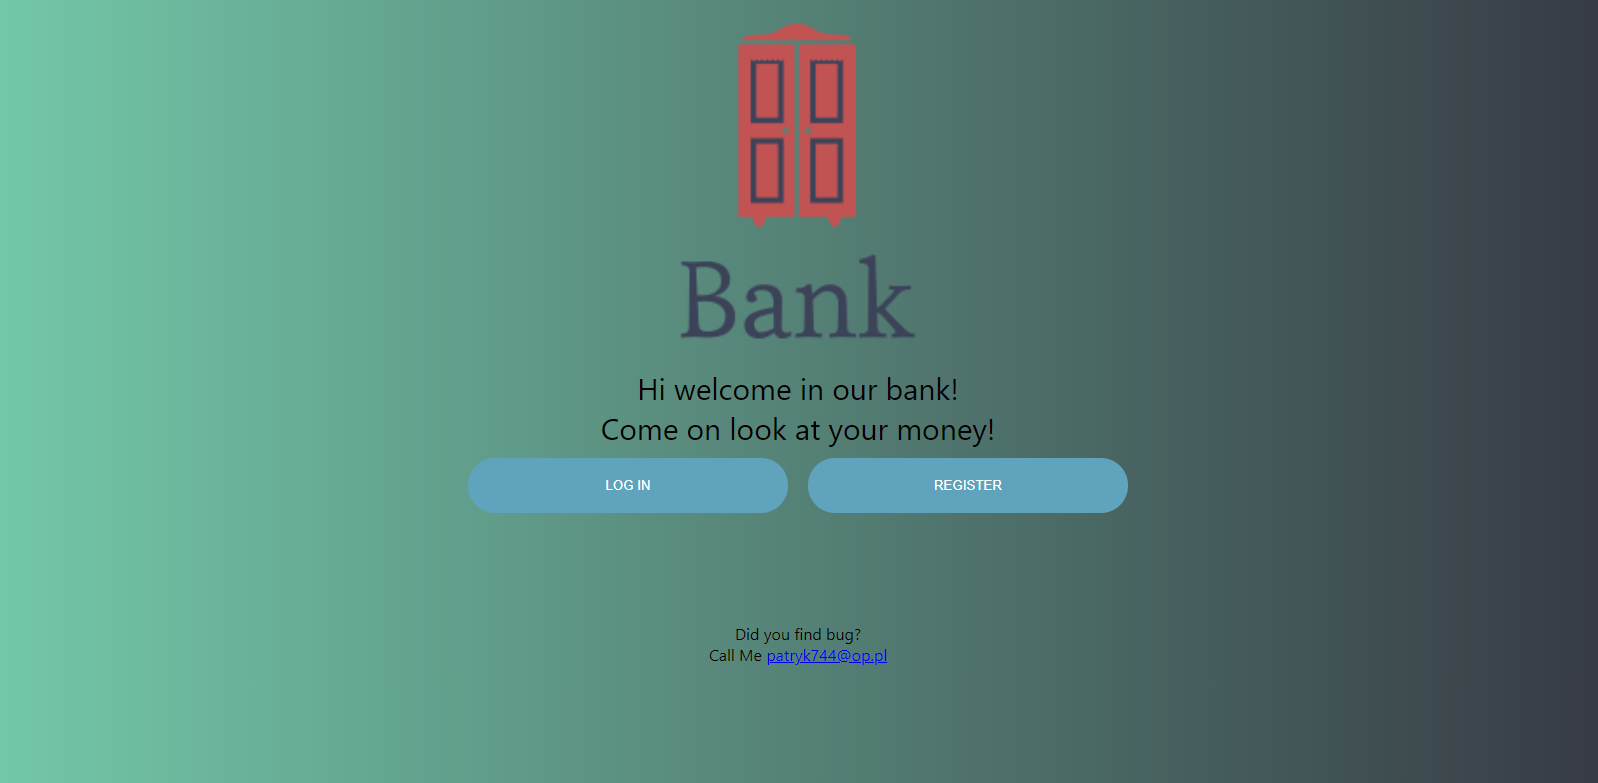 Bank
Hi welcome in our bank!
Come on look at your money!
LOG IN
REGISTER
Did you find bug?
Call Me patryk744@op.pl